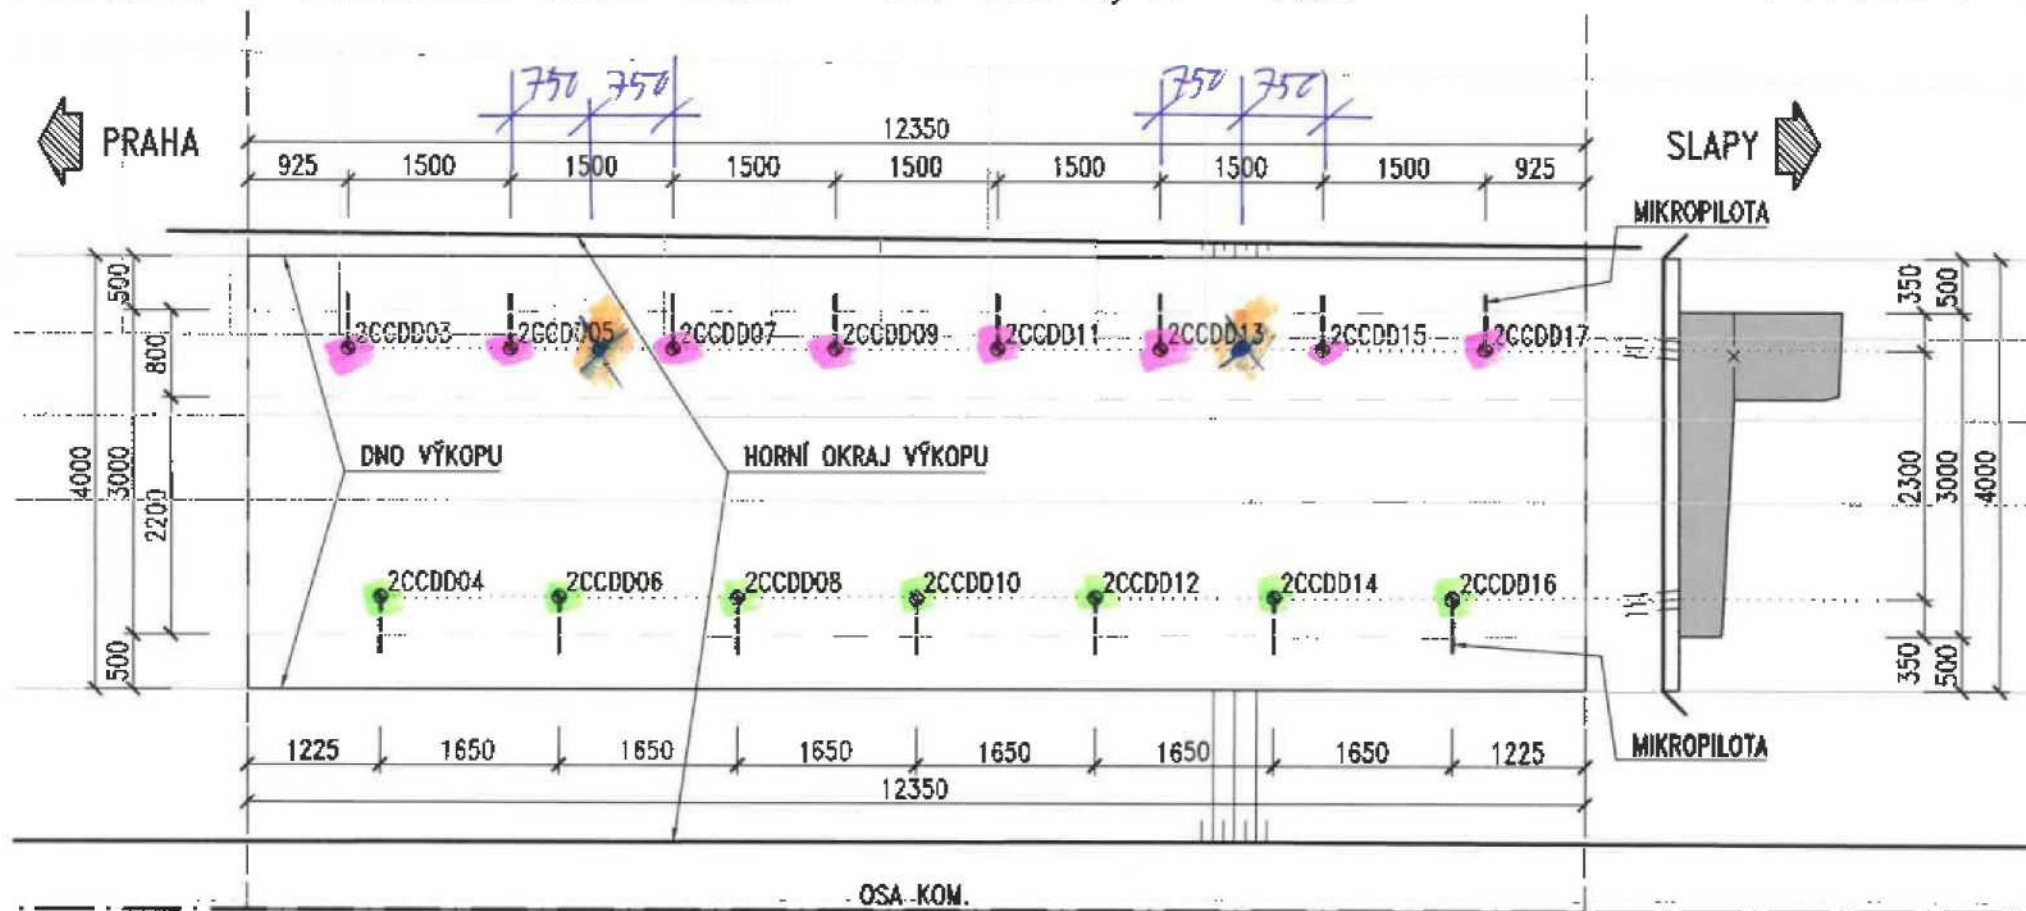 750 750 750 750
PRAHA
12350
SLAPY
925 1500 1500 1500 1500 1500 1500 1500 925
MIKROPILOTA
500
350 500
2CCDD03 2CCDD05 2CCDD07 2CCDD09 2CCDD11 2CCDD13 2CCDD15 2CCDD17
800
DNO VÝKOPU HORNÍ OKRAJ VÝKOPU
4000 3000 2200
2300 3000 4000
2CCDD04 2CCDD06 2CCDD08 2CCDD10 2CCDD12 2CCDD14 2CCDD16
500
350 500
1225 1650 1650 1650 1650 1650 1650 1225
MIKROPILOTA
12350
OSA KOM.